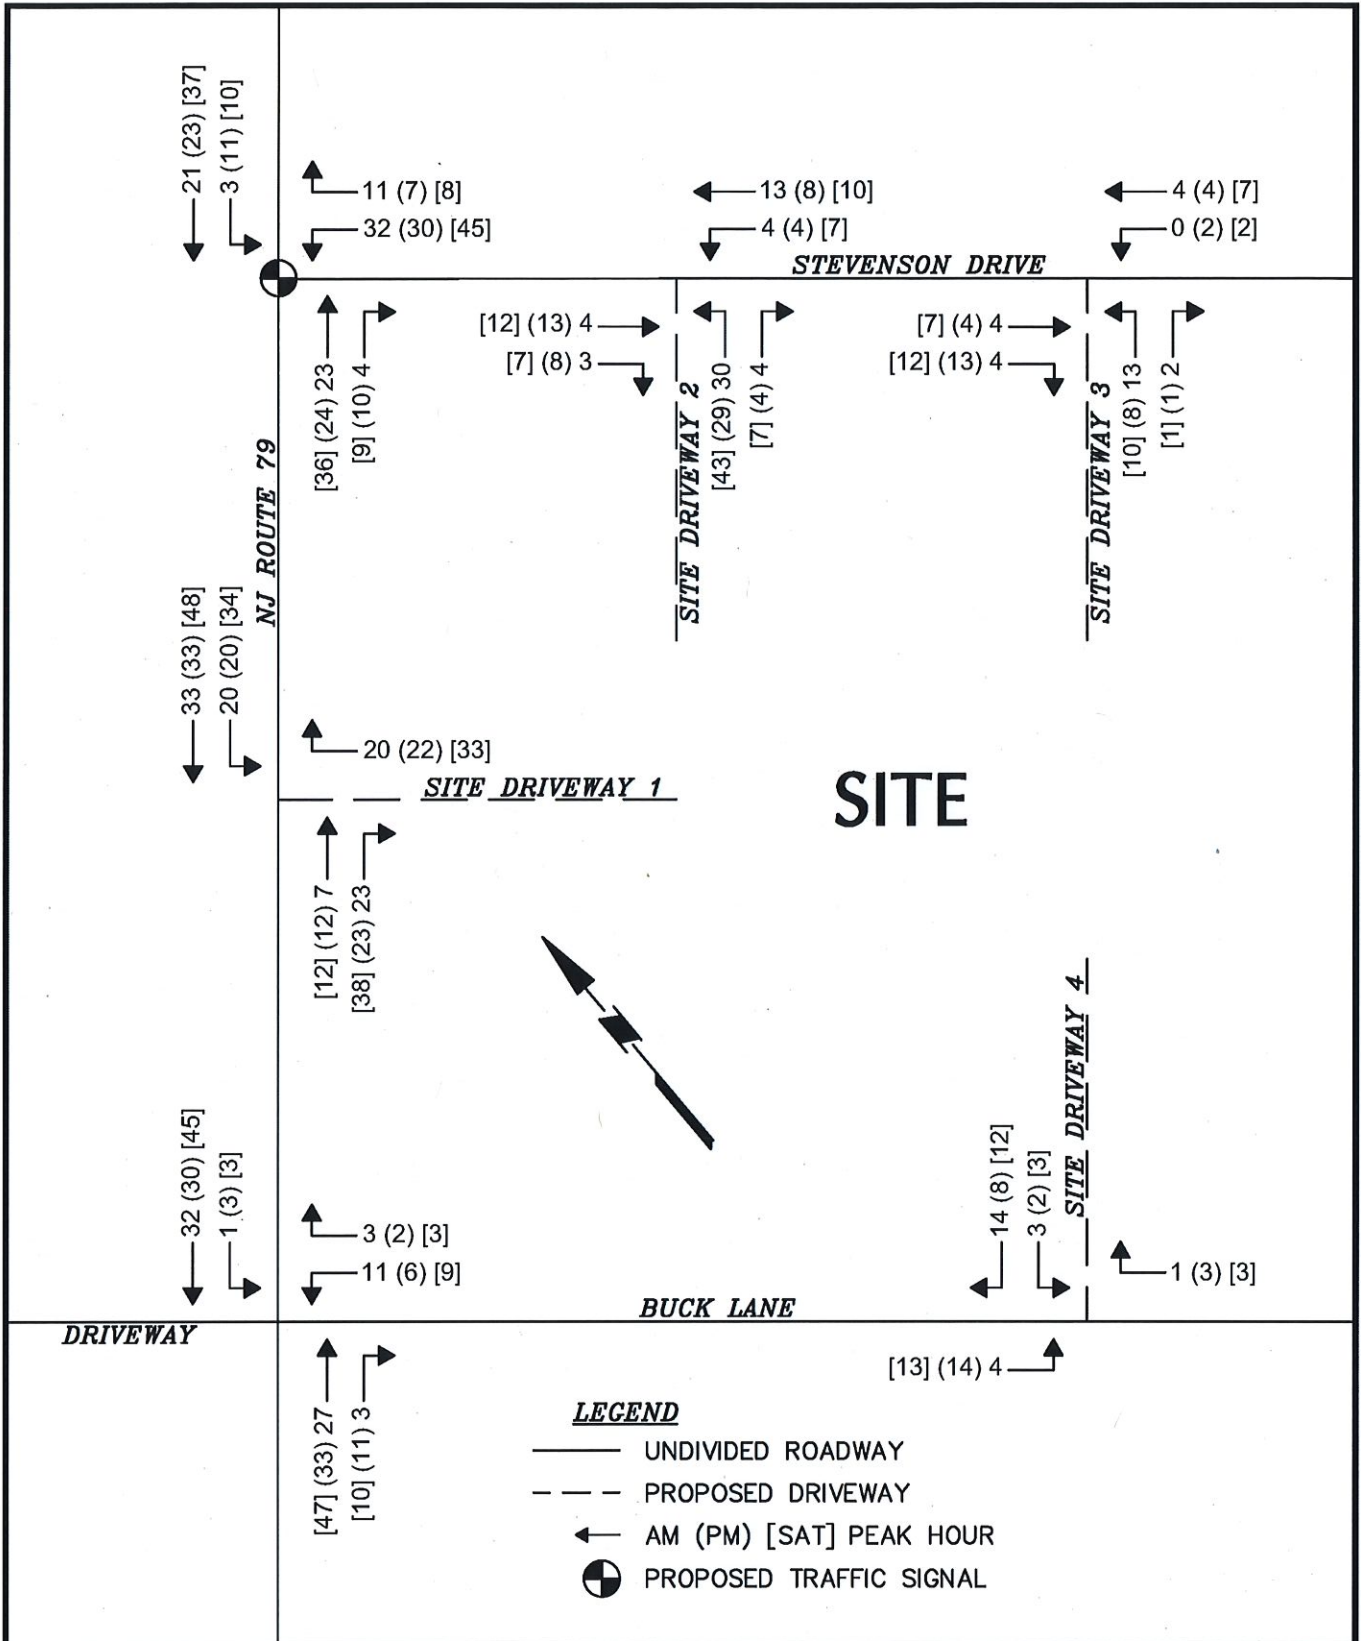 21 (23) [37]
3 (11) [10]
11 (7) [8]
32 (30) [45]
13 (8) [10]
4 (4) [7]
4 (4) [7]
0 (2) [2]
STEVENSON DRIVE
[36] (24) 23
[9] (10) 4
[12] (13) 4
[7] (8) 3
[43] (29) 30
[7] (4) 4
[7] (4) 4
[12] (13) 4
[10] (8) 13
[1] (1) 2
SITE DRIVEWAY 2
SITE DRIVEWAY 3
NJ ROUTE 79
33 (33) [48]
20 (20) [34]
20 (22) [33]
SITE DRIVEWAY 1
SITE
[12] (12) 7
[38] (23) 23
SITE DRIVEWAY 4
32 (30) [45]
1 (3) [3]
3 (2) [3]
11 (6) [9]
14 (8) [12]
3 (2) [3]
1 (3) [3]
BUCK LANE
DRIVEWAY
[47] (33) 27
[10] (11) 3
[13] (14) 4
LEGEND
UNDIVIDED ROADWAY
PROPOSED DRIVEWAY
AM (PM) [SAT] PEAK HOUR
PROPOSED TRAFFIC SIGNAL